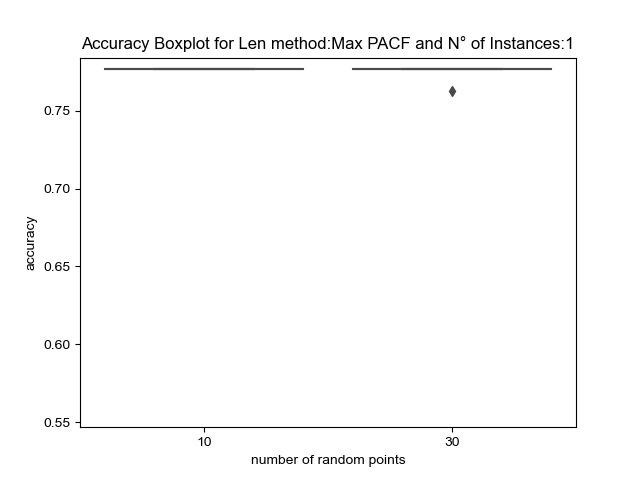 Accuracy Boxplot for Len method:Max PACF and N° of Instances:1
0.75
0.70
0.65
0.60
0.55
accuracy
10 30
number of random points